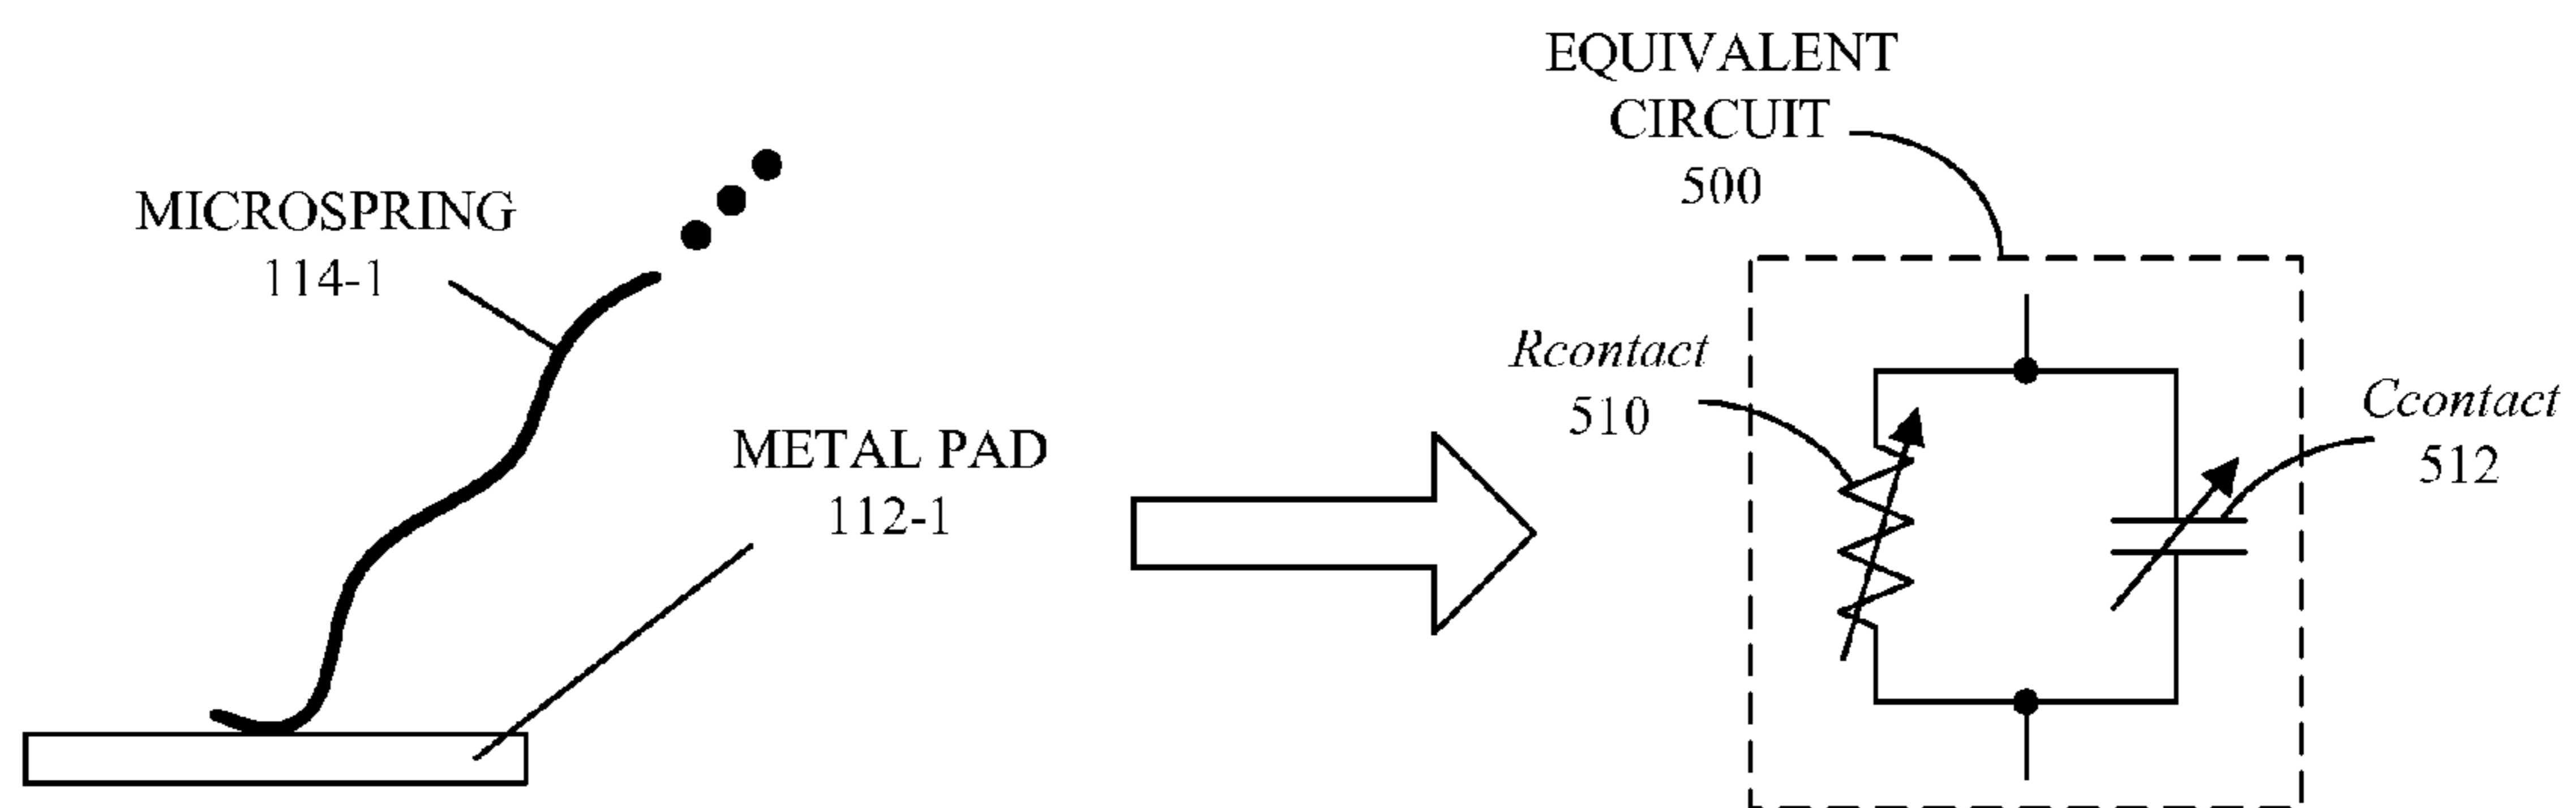 MICROSPRING
114-1
METAL PAD
112-1
EQUIVALENT
CIRCUIT
500
Rcontact
510
Ccontact
512